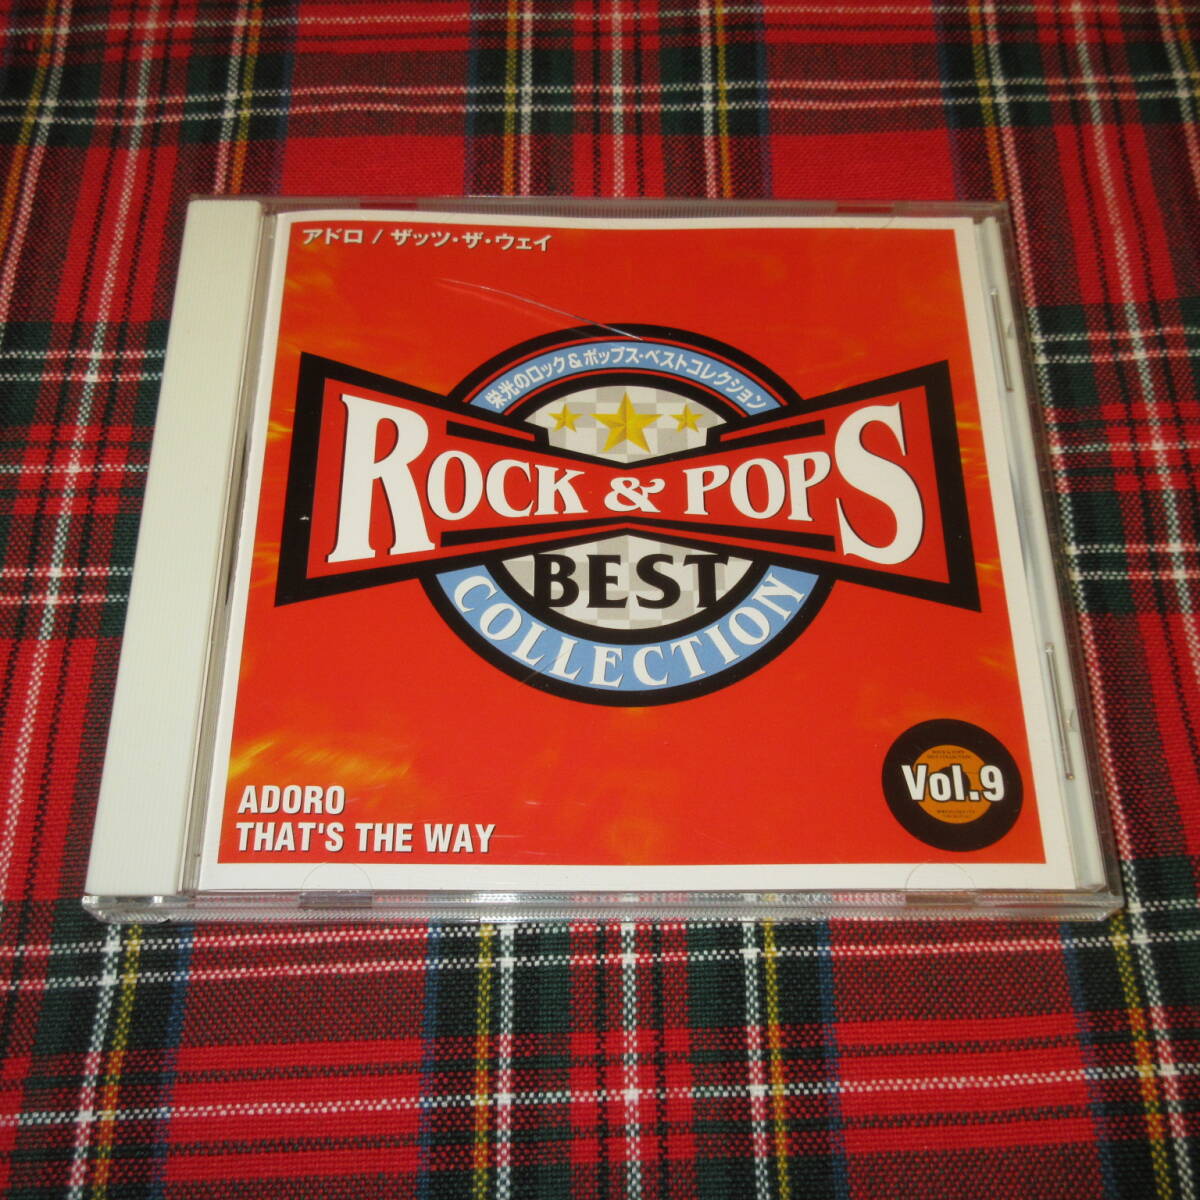 アドロ / ザッツ・ザ・ウェイ
栄光のロック&ポップス・ベストコレクション
ROCK & POPS
BEST
COLLECTION
Vol.9
ADORO
THAT'S THE WAY